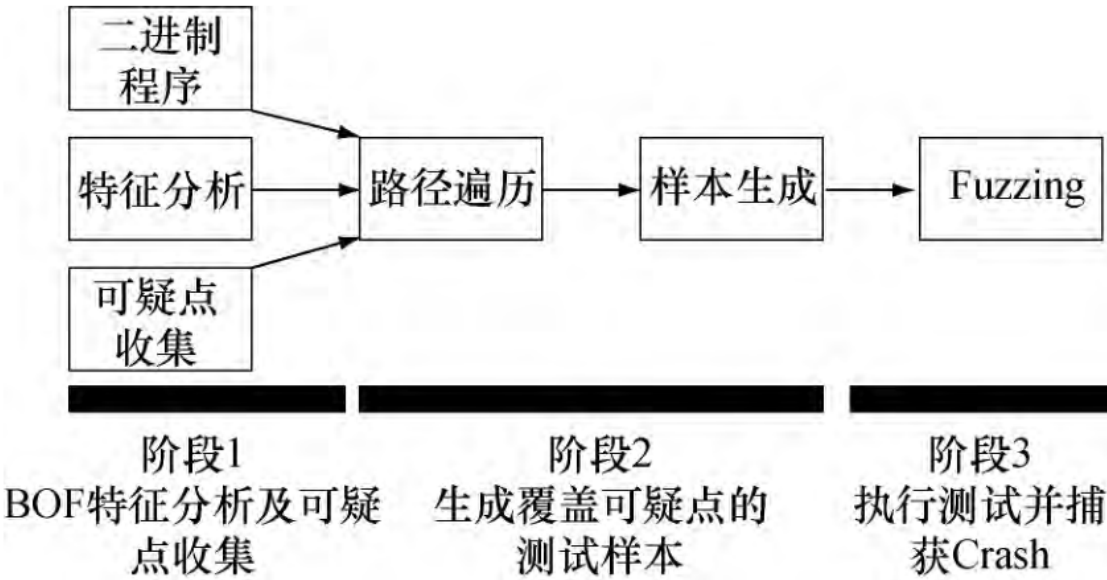 二进制
程序
特征分析
路径遍历
样本生成
Fuzzing
可疑点
收集
阶段1
BOF特征分析及可疑
点收集
阶段2
生成覆盖可疑点的
测试样本
阶段3
执行测试并捕
获Crash